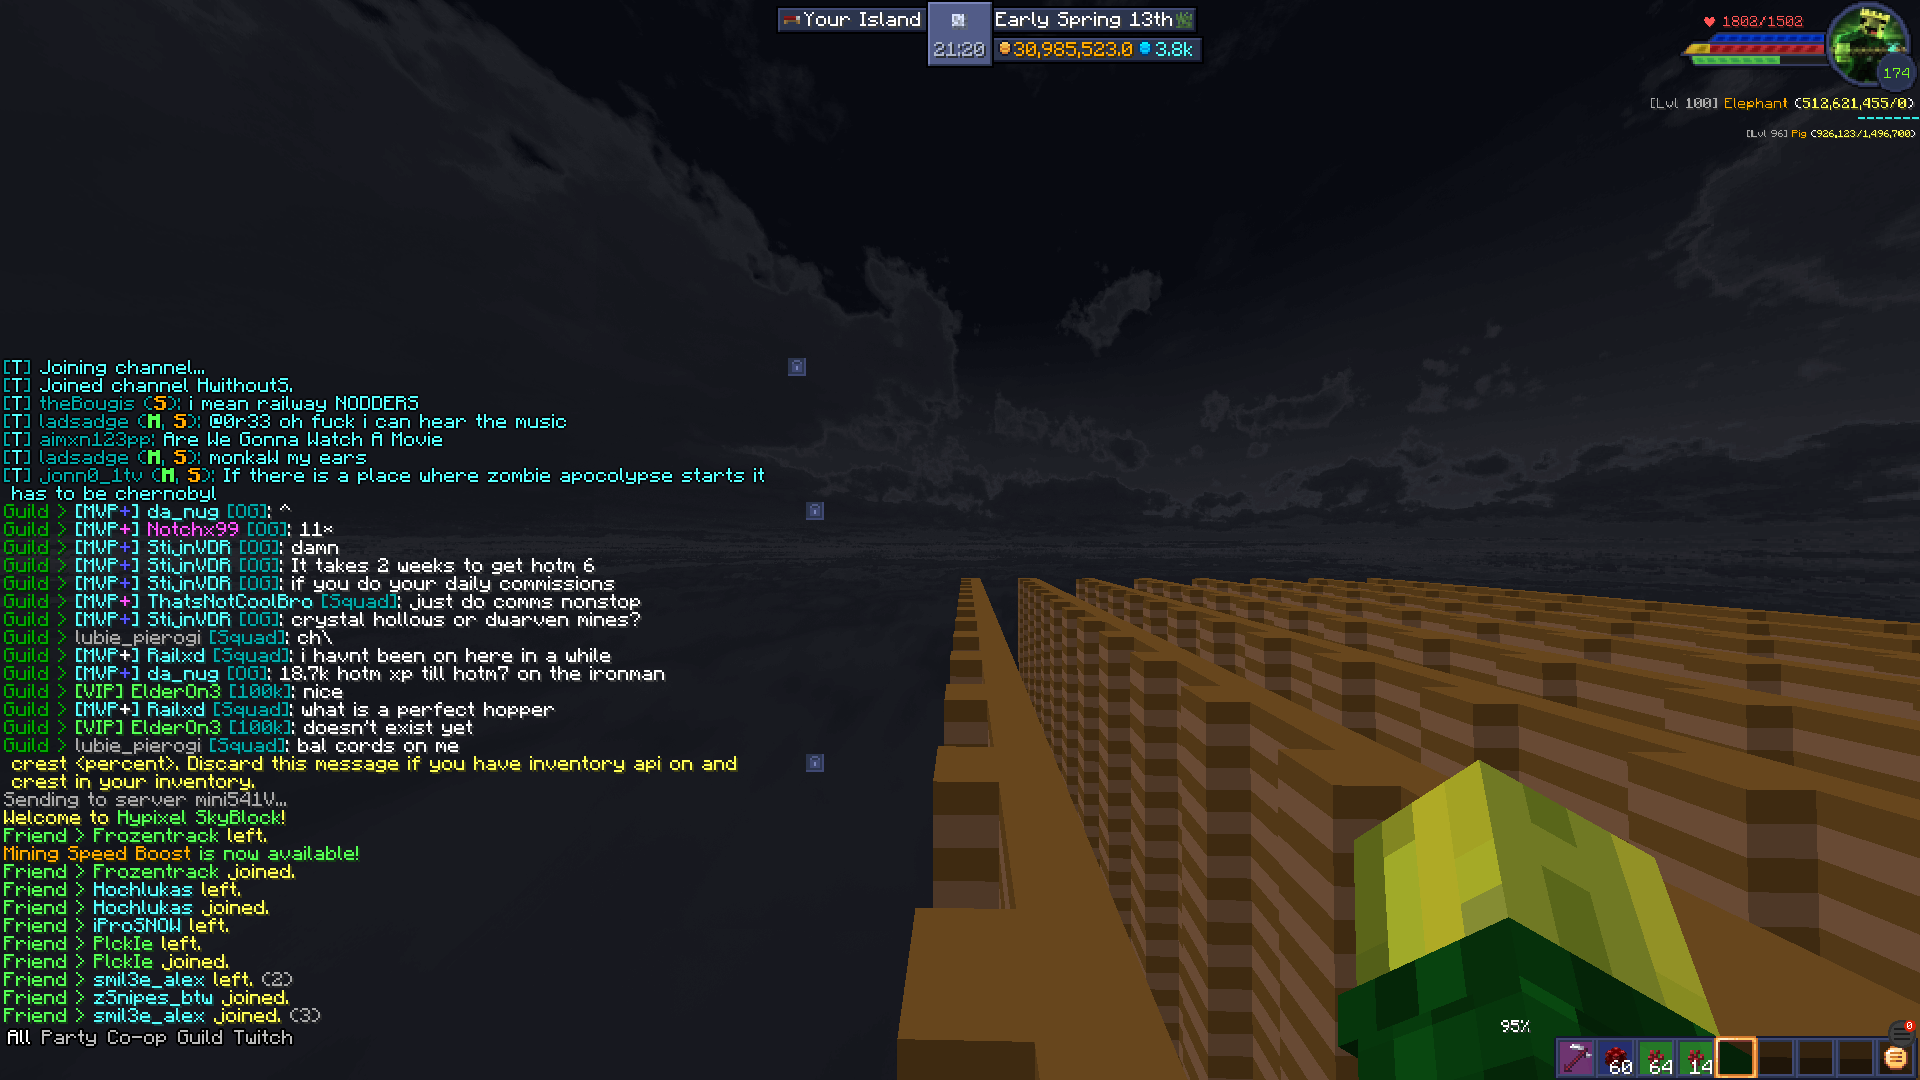 Your Island
Early Spring 13th
21:20
30,985,523.0 3.8k
1802/1502
174
[Lvl 100] Elephant (512,621,455/0)
[Lvl 96] Pig (926,123/1,496,700)
[T] Joining channel...
[T] Joined channel HwithoutS.
[T] theBougis (S): i mean railway NODDERS
[T] ladsadge (M, S): @0r33 oh fuck i can hear the music
[T] aimxn123pp: Are We Gonna Watch A Movie
[T] ladsadge (M, S): monkaW my ears
[T] jonn0_1tv (M, S): If there is a place where zombie apocolypse starts it
has to be chernobyl
Guild > [MVP+] da_nug [OG]: ^
Guild > [MVP+] Notchx99 [OG]: 11×
Guild > [MVP+] StijnVDR [OG]: damn
Guild > [MVP+] StijnVDR [OG]: It takes 2 weeks to get hotm 6
Guild > [MVP+] StijnVDR [OG]: if you do your daily commissions
Guild > [MVP+] ThatsNotCoolBro [Squad]: just do comms nonstop
Guild > [MVP+] StijnVDR [OG]: crystal hollows or dwarven mines?
Guild > lubie_pierogi [Squad]: ch\
Guild > [MVP+] Railxd [Squad]: i havnt been on here in a while
Guild > [MVP+] da_nug [OG]: 18.7k hotm xp till hotm7 on the ironman
Guild > [VIP] ElderOn3 [100k]: nice
Guild > [MVP+] Railxd [Squad]: what is a perfect hopper
Guild > [VIP] ElderOn3 [100k]: doesn't exist yet
Guild > lubie_pierogi [Squad]: bal cords on me
crest <percent>. Discard this message if you have inventory api on and
crest in your inventory.
Sending to server mini541V...
Welcome to Hypixel SkyBlock!
Friend > Frozentrack left.
Mining Speed Boost is now available!
Friend > Frozentrack joined.
Friend > Hochlukas left.
Friend > Hochlukas joined.
Friend > iProSNOW left.
Friend > PlckIe left.
Friend > PlckIe joined.
Friend > smil3e_alex left. (2)
Friend > zSnipes_btw joined.
Friend > smil3e_alex joined. (3)
All Party Co-op Guild Twitch
95%
0
60 64 14